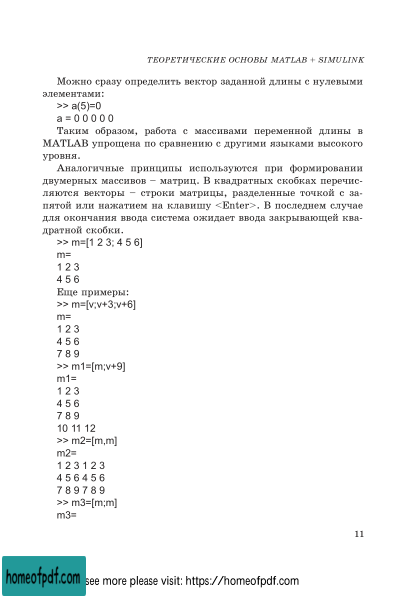 ТЕОРЕТИЧЕСКИЕ ОСНОВЫ MATLAB + SIMULINK
Можно сразу определить вектор заданной длины с нулевыми
элементами:
>> a(5)=0
a = 0 0 0 0 0
Таким образом, работа с массивами переменной длины в
MATLAB упрощена по сравнению с другими языками высокого
уровня.
Аналогичные принципы используются при формировании
двумерных массивов – матриц. В квадратных скобках перечис-
ляются векторы – строки матрицы, разделенные точкой с за-
пятой или нажатием на клавишу <Enter>. В последнем случае
для окончания ввода система ожидает ввода закрывающей ква-
дратной скобки.
>> m=[1 2 3; 4 5 6]
m=
1 2 3
4 5 6
Еще примеры:
>> m=[v;v+3;v+6]
m=
1 2 3
4 5 6
7 8 9
>> m1=[m;v+9]
m1=
1 2 3
4 5 6
7 8 9
10 11 12
>> m2=[m,m]
m2=
1 2 3 1 2 3
4 5 6 4 5 6
7 8 9 7 8 9
>> m3=[m;m]
m3=
11
homeofpdf.com
see more please visit: https://homeofpdf.com